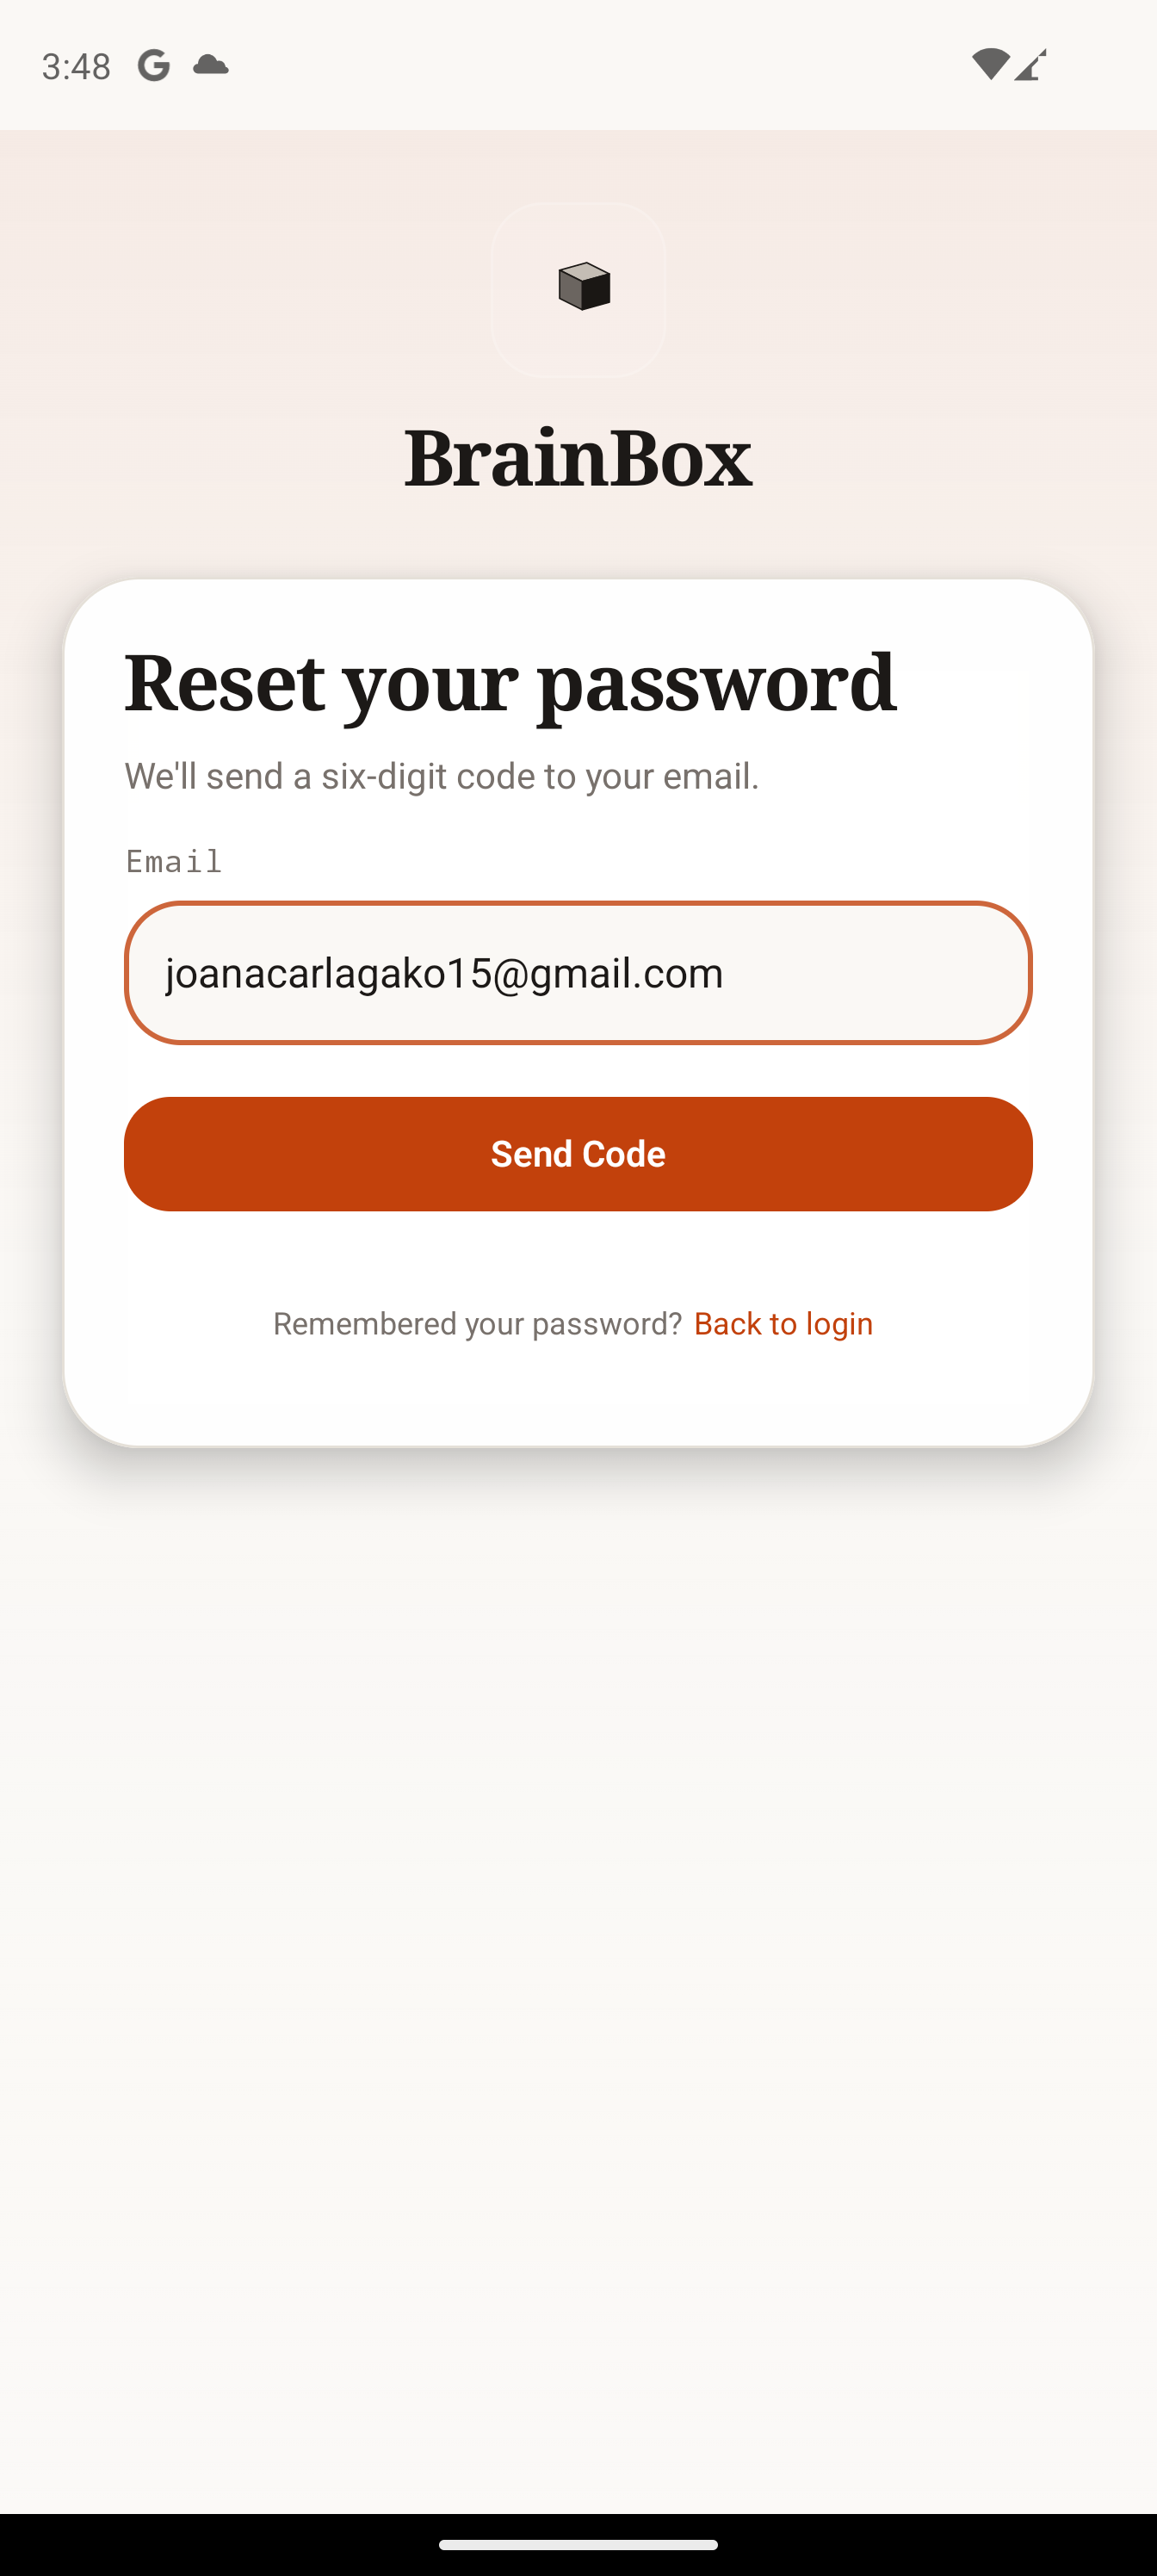 3:48
BrainBox
Reset your password
We'll send a six-digit code to your email.
Email
joanacarlagako15@gmail.com
Send Code
Remembered your password? Back to login